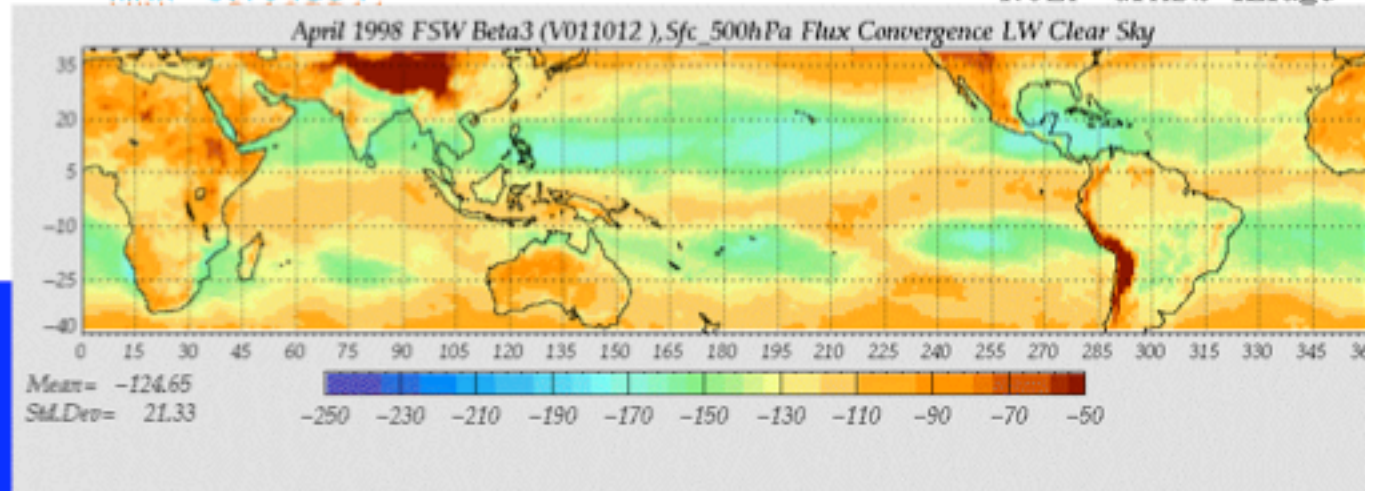 April 1998 FSW Beta3 (V011012 ),Sfc_500hPa Flux Convergence LW Clear Sky
35
20
5
−10
−25
−40
0 15 30 45 60 75 90 105 120 135 150 165 180 195 210 225 240 255 270 285 300 315 330 345
Mean= −124.65
Std.Dev= 21.33
−250 −230 −210 −190 −170 −150 −130 −110 −90 −70 −50